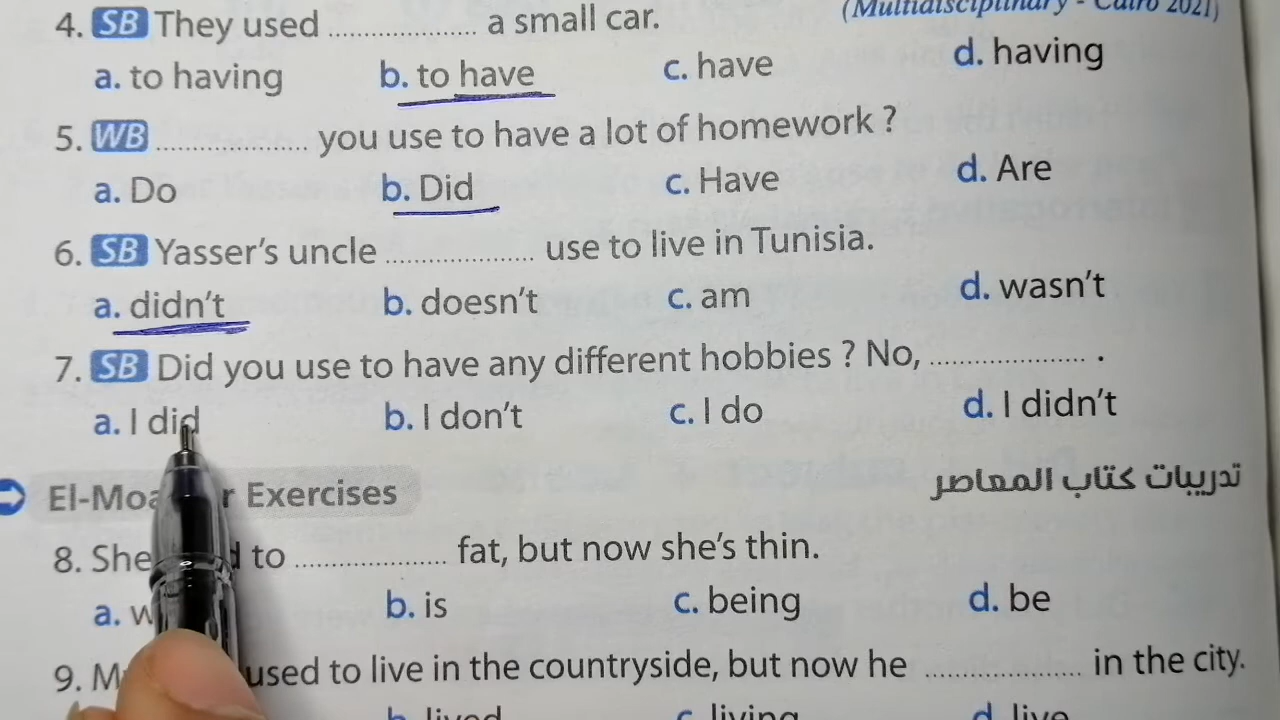 (Multidisciplinary - Cairo 2021)
4. SB They used .................... a small car.
a. to having b. to have c. have d. having
5. WB .................... you use to have a lot of homework ?
a. Do b. Did c. Have d. Are
6. SB Yasser's uncle .................... use to live in Tunisia.
a. didn't b. doesn't c. am d. wasn't
7. SB Did you use to have any different hobbies ? No, .................... .
a. I did b. I don't c. I do d. I didn't
Exercises تدريبات كتاب المعاصر
8. She to .................... fat, but now she's thin.
a. b. is c. being d. be
9. used to live in the countryside, but now he .................... in the city.
b. lived c. living d. live